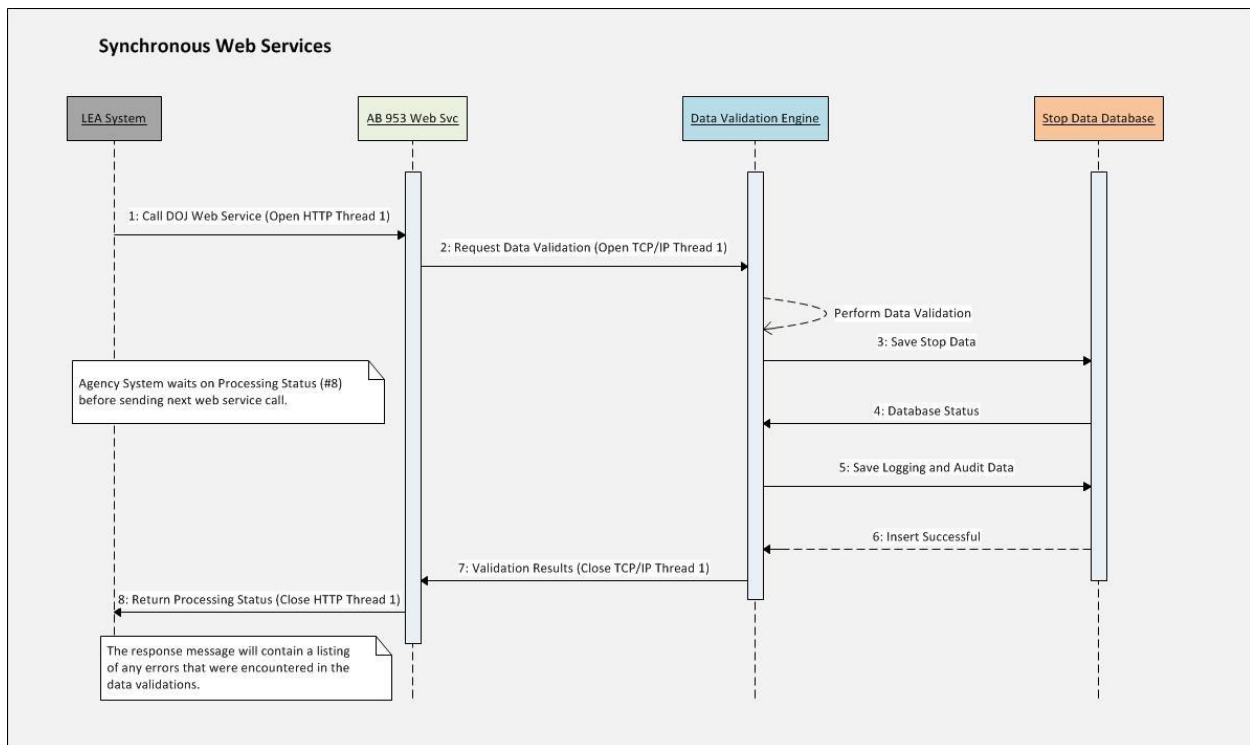 Synchronous Web Services
LEA System
AB 953 Web Svc
Data Validation Engine
Stop Data Database
1: Call DOJ Web Service (Open HTTP Thread 1)
2: Request Data Validation (Open TCP/IP Thread 1)
Perform Data Validation
3: Save Stop Data
Agency System waits on Processing Status (#8)
before sending next web service call.
4: Database Status
5: Save Logging and Audit Data
6: Insert Successful
7: Validation Results (Close TCP/IP Thread 1)
8: Return Processing Status (Close HTTP Thread 1)
The response message will contain a listing
of any errors that were encountered in the
data validations.